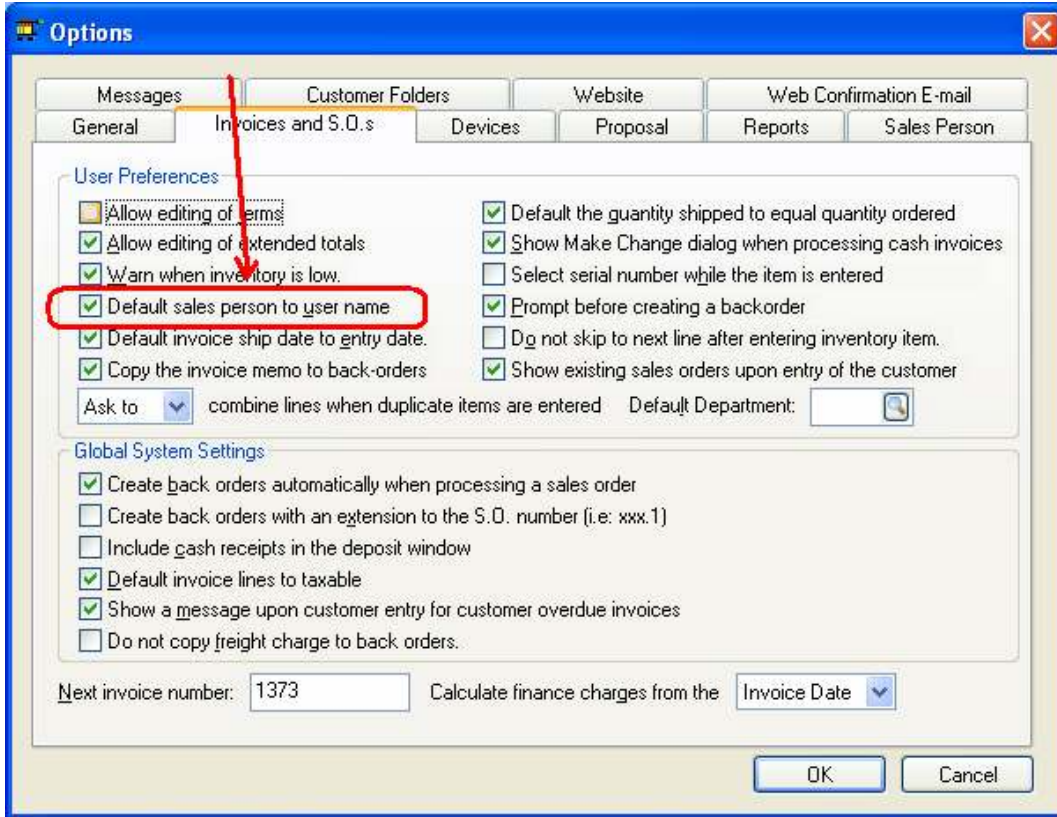 Options
Messages Customer Folders Website Web Confirmation E-mail
General Invoices and S.O.s Devices Proposal Reports Sales Person
User Preferences
Allow editing of terms
Allow editing of extended totals
Warn when inventory is low.
Default sales person to user name
Default invoice ship date to entry date.
Copy the invoice memo to back-orders
Default the quantity shipped to equal quantity ordered
Show Make Change dialog when processing cash invoices
Select serial number while the item is entered
Prompt before creating a backorder
Do not skip to next line after entering inventory item.
Show existing sales orders upon entry of the customer
Ask to combine lines when duplicate items are entered Default Department:
Global System Settings
Create back orders automatically when processing a sales order
Create back orders with an extension to the S.O. number (i.e: xxx.1)
Include cash receipts in the deposit window
Default invoice lines to taxable
Show a message upon customer entry for customer overdue invoices
Do not copy freight charge to back orders.
Next invoice number: 1373 Calculate finance charges from the Invoice Date
OK Cancel